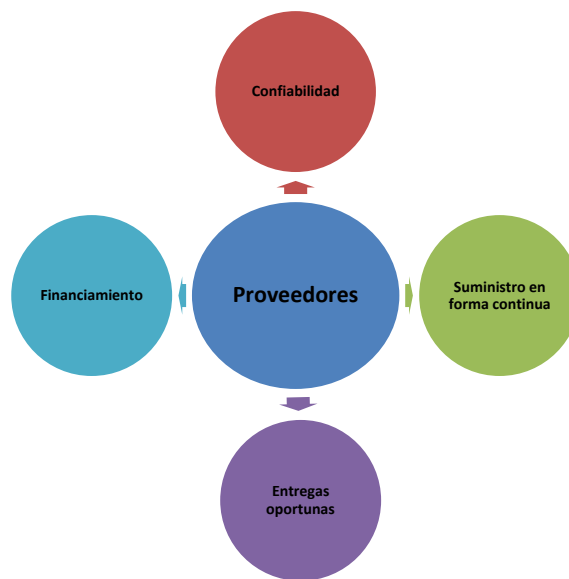 Confiabilidad
Financiamiento
Proveedores
Suministro en
forma continua
Entregas
oportunas